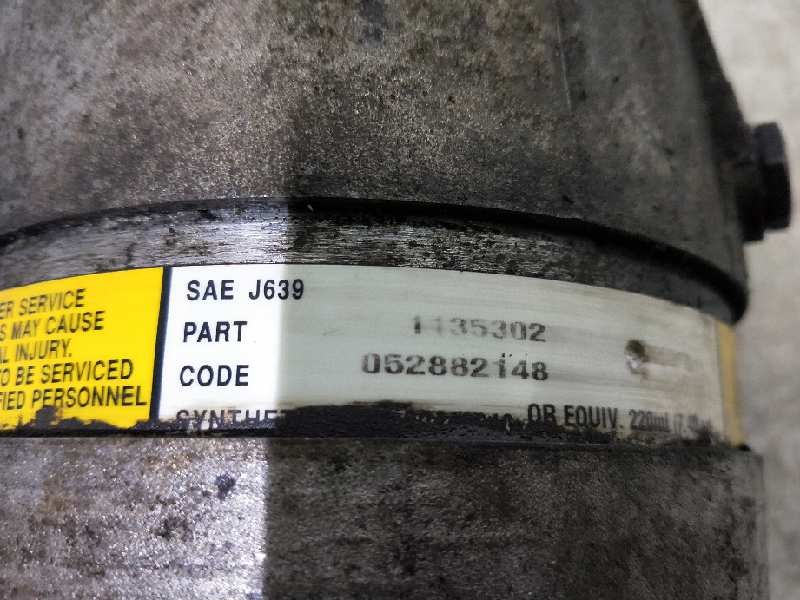 ER SERVICE
S MAY CAUSE
AL INJURY.
TO BE SERVICED
FIED PERSONNEL
SAE J639
PART 1135302
CODE 052882148
OR EQUIV. 220ml